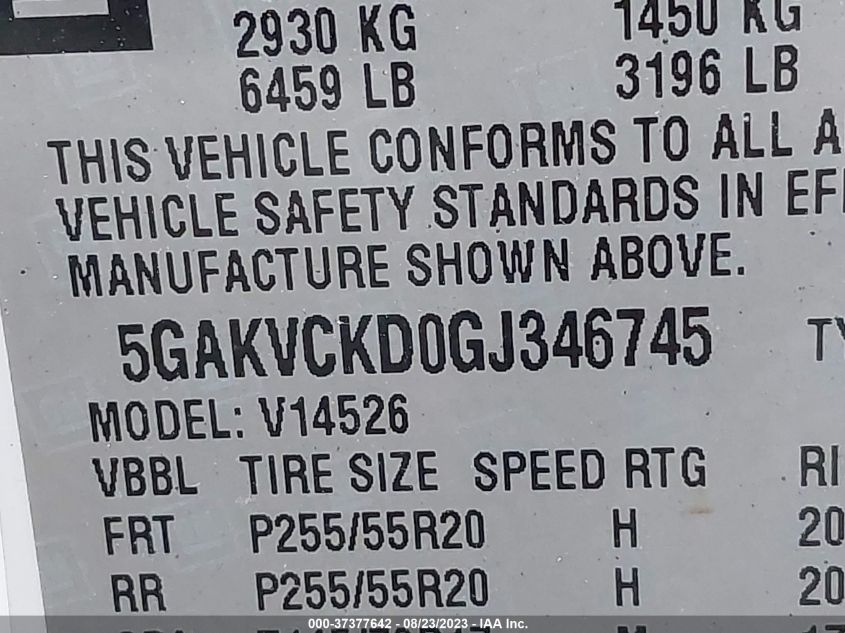 2930 KG 1450 KG
6459 LB 3196 LB
THIS VEHICLE CONFORMS TO ALL A
VEHICLE SAFETY STANDARDS IN EF
MANUFACTURE SHOWN ABOVE.
5GAKVCKD0GJ346745 TY
MODEL: V14526
VBBL TIRE SIZE SPEED RTG RI
FRT P255/55R20 H 20
RR P255/55R20 H 20
000-37377642 - 08/23/2023 - IAA Inc.